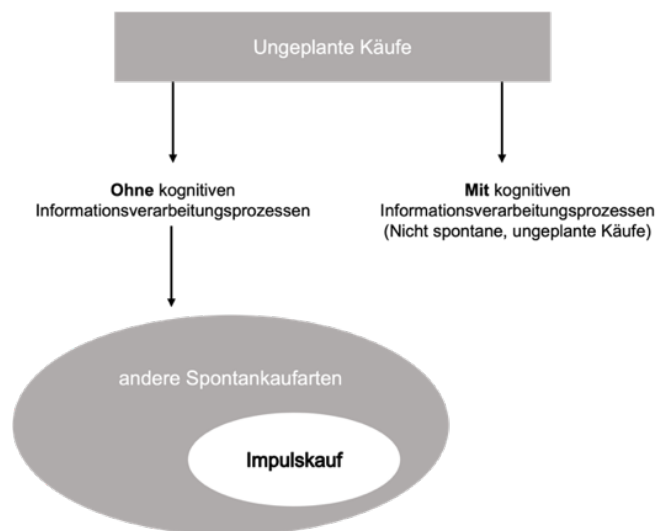 Ungeplante Käufe
Ohne kognitiven
Informationsverarbeitungsprozessen
Mit kognitiven
Informationsverarbeitungsprozessen
(Nicht spontane, ungeplante Käufe)
andere Spontankaufarten
Impulskauf